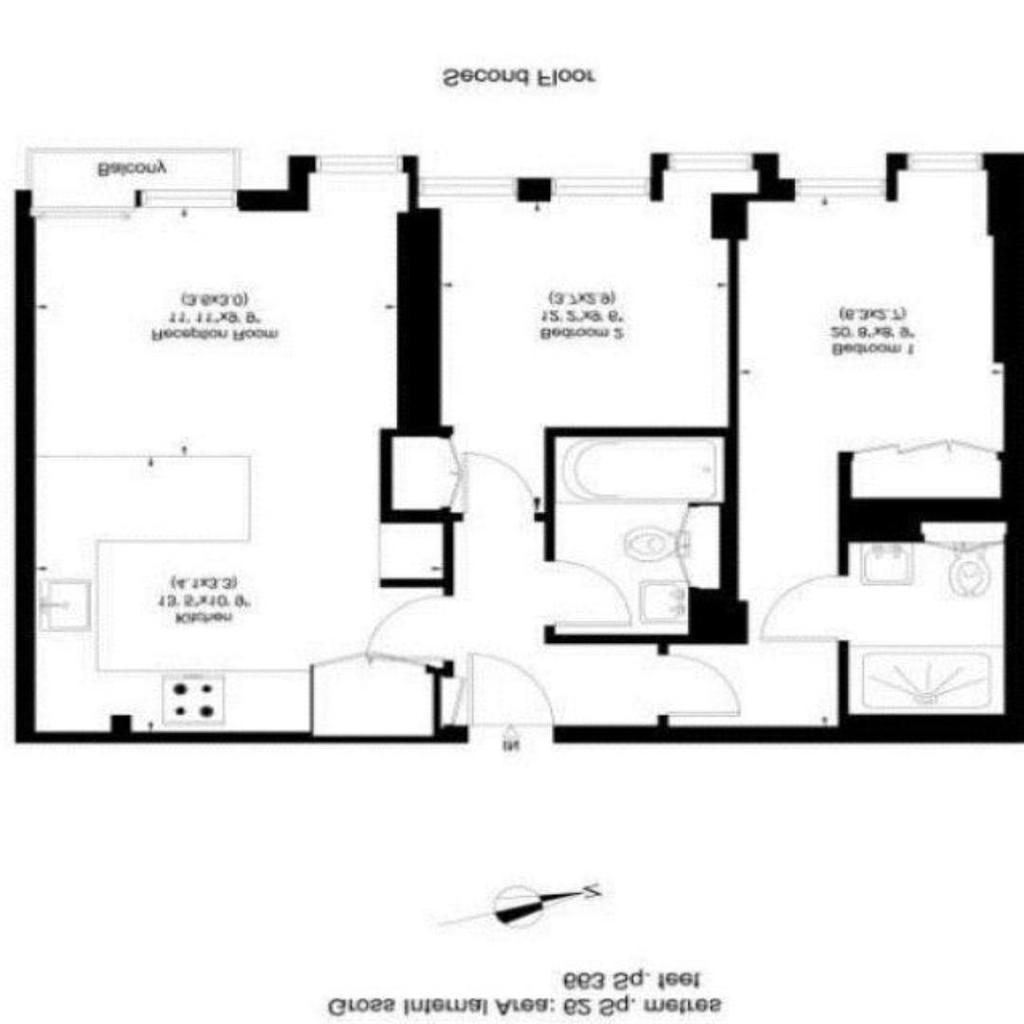 Gross Internal Area: 62 Sq. metres
663 Sq. feet
N
IN
Kitchen
13' 5"x10' 9"
(4.1x3.3)
Reception Room
11' 11"x9' 9"
(3.6x3.0)
Bedroom 2
12' 2"x9' 6"
(3.7x2.9)
Bedroom 1
20' 8"x8' 9"
(6.3x2.7)
Balcony
Second Floor